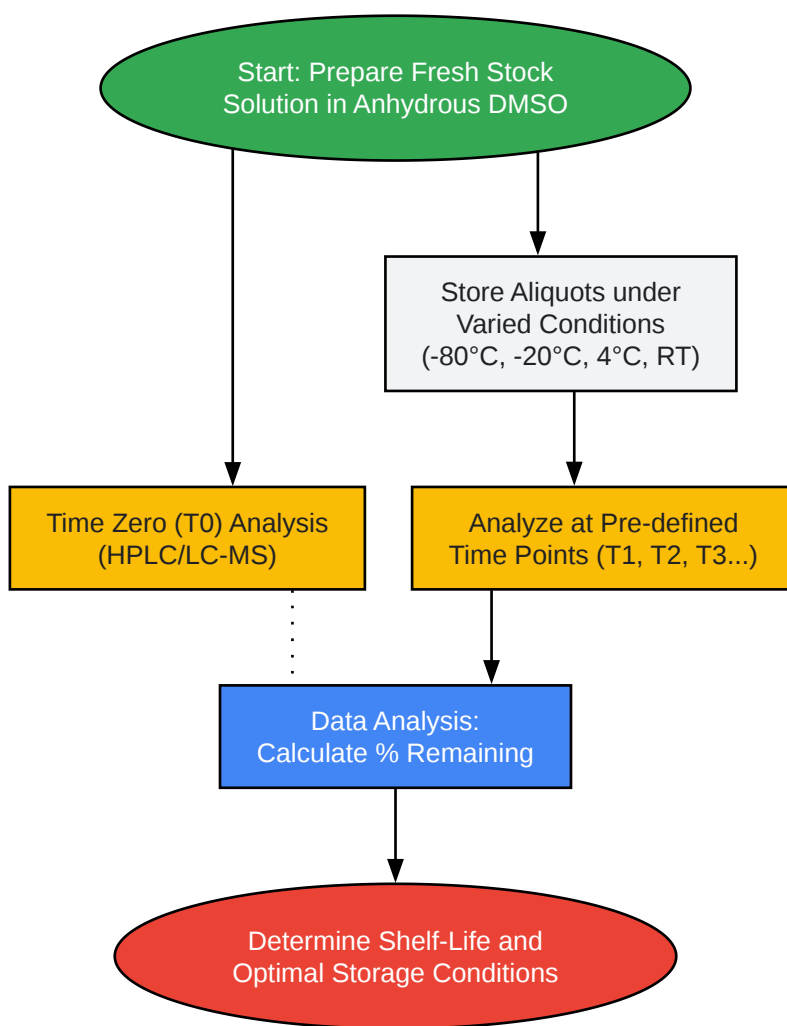 Start: Prepare Fresh Stock
Solution in Anhydrous DMSO
Store Aliquots under
Varied Conditions
(-80°C, -20°C, 4°C, RT)
Time Zero (T0) Analysis
(HPLC/LC-MS)
Analyze at Pre-defined
Time Points (T1, T2, T3...)
Data Analysis:
Calculate % Remaining
Determine Shelf-Life and
Optimal Storage Conditions